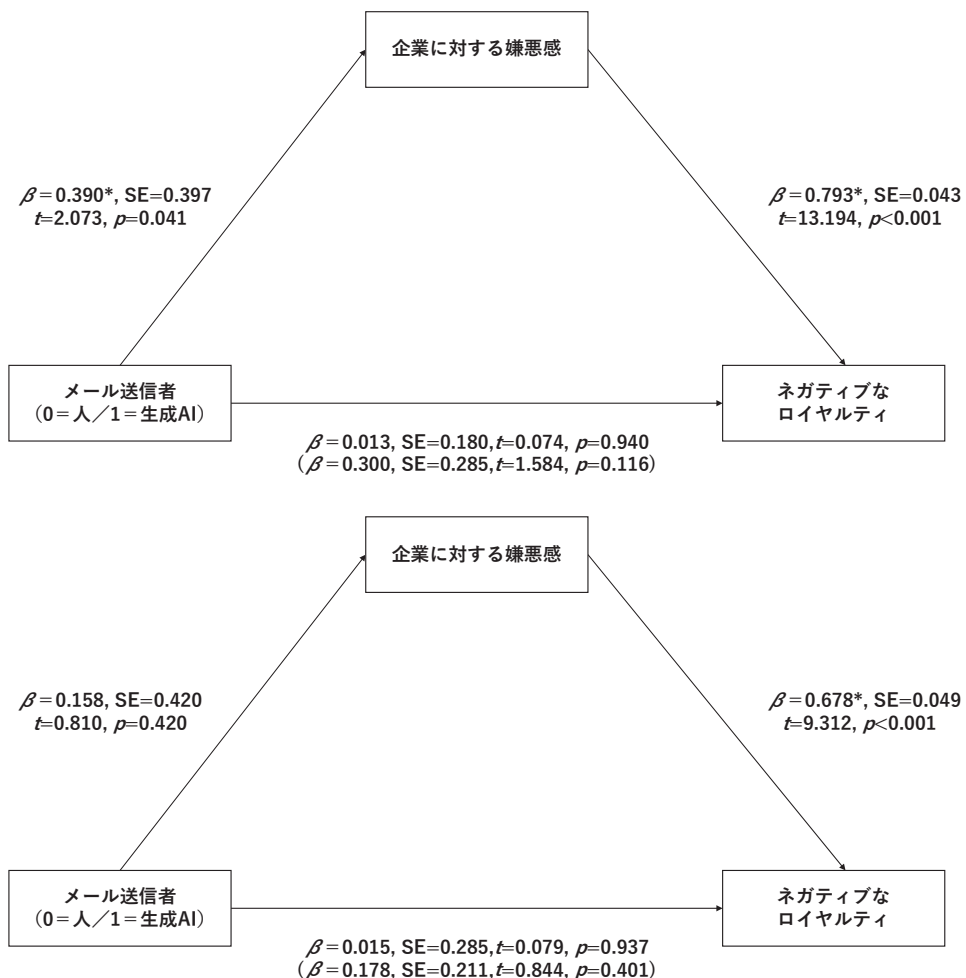 企業に対する嫌悪感
β＝0.390*, SE=0.397
t=2.073, p=0.041
β＝0.793*, SE=0.043
t=13.194, p<0.001
メール送信者
（0＝人／1＝生成AI）
ネガティブな
ロイヤルティ
β＝0.013, SE=0.180,t=0.074, p=0.940
（β＝0.300, SE=0.285,t=1.584, p=0.116）
企業に対する嫌悪感
β＝0.158, SE=0.420
t=0.810, p=0.420
β＝0.678*, SE=0.049
t=9.312, p<0.001
メール送信者
（0＝人／1＝生成AI）
ネガティブな
ロイヤルティ
β＝0.015, SE=0.285,t=0.079, p=0.937
（β＝0.178, SE=0.211,t=0.844, p=0.401）